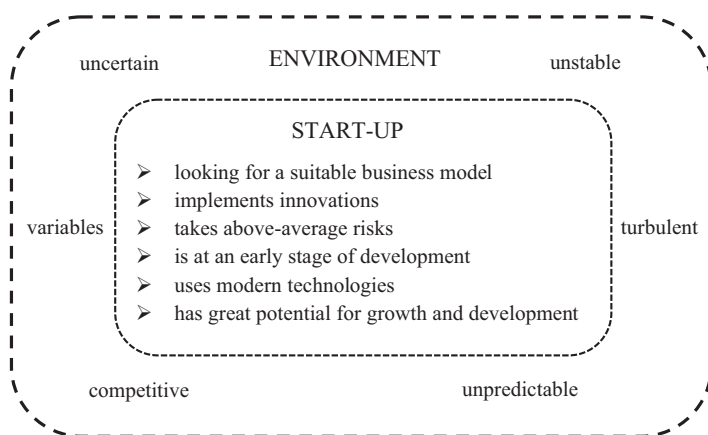 uncertain ENVIRONMENT unstable
START-UP
➢ looking for a suitable business model
➢ implements innovations
➢ takes above-average risks
variables
turbulent
➢ is at an early stage of development
➢ uses modern technologies
➢ has great potential for growth and development
competitive unpredictable